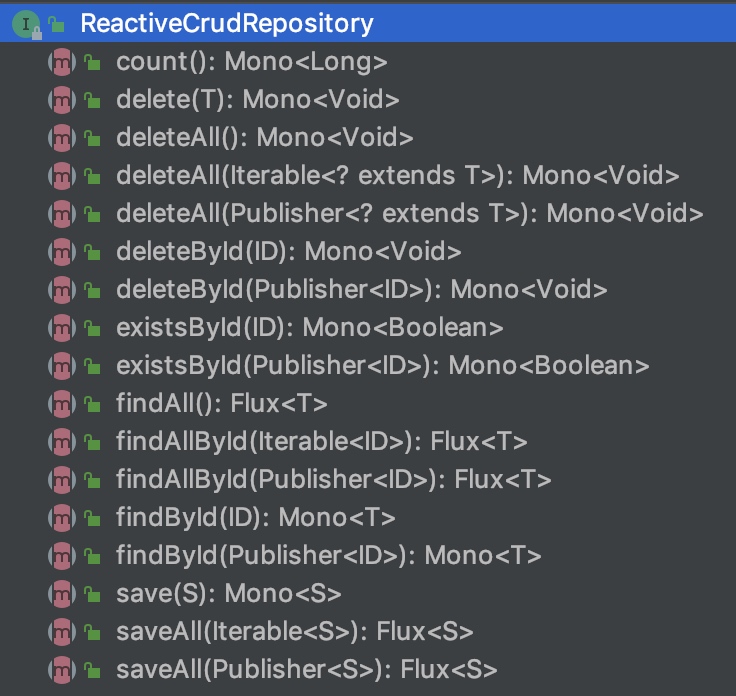 ReactiveCrudRepository
count(): Mono<Long>
delete(T): Mono<Void>
deleteAll(): Mono<Void>
deleteAll(Iterable<? extends T>): Mono<Void>
deleteAll(Publisher<? extends T>): Mono<Void>
deleteById(ID): Mono<Void>
deleteById(Publisher<ID>): Mono<Void>
existsById(ID): Mono<Boolean>
existsById(Publisher<ID>): Mono<Boolean>
findAll(): Flux<T>
findAllById(Iterable<ID>): Flux<T>
findAllById(Publisher<ID>): Flux<T>
findById(ID): Mono<T>
findById(Publisher<ID>): Mono<T>
save(S): Mono<S>
saveAll(Iterable<S>): Flux<S>
saveAll(Publisher<S>): Flux<S>